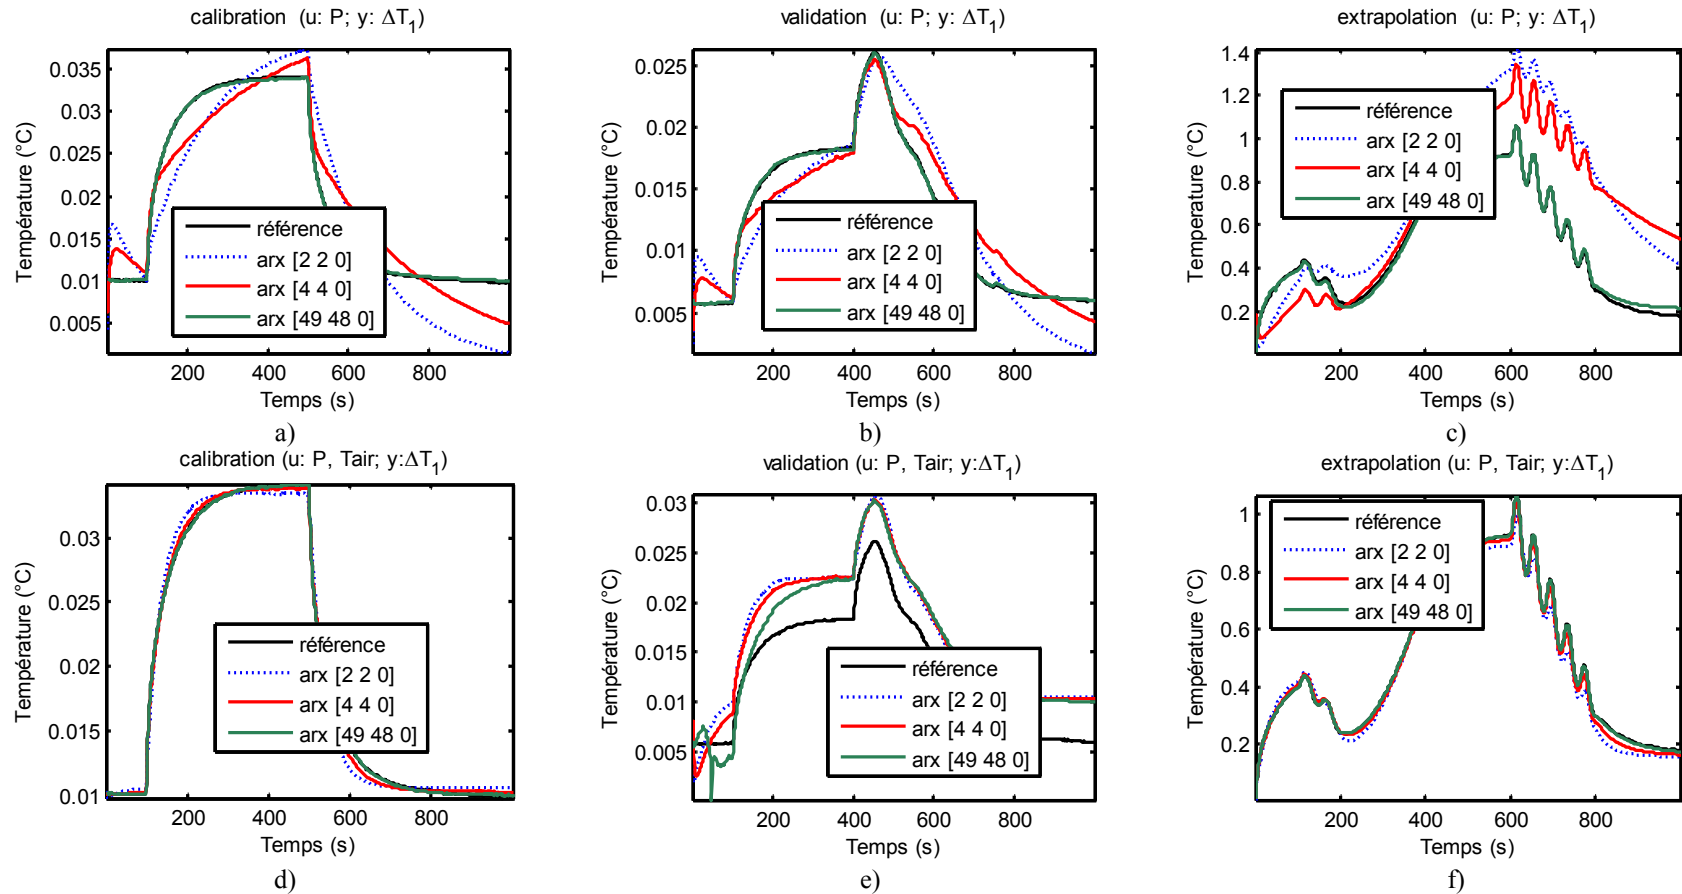 calibration (u: P; y: ΔT1)
Température (°C)
0.035
0.03
0.025
0.02
0.015
0.01
0.005
référence
arx [2 2 0]
arx [4 4 0]
arx [49 48 0]
200 400 600 800
Temps (s)
a)
validation (u: P; y: ΔT1)
Température (°C)
0.025
0.02
0.015
0.01
0.005
référence
arx [2 2 0]
arx [4 4 0]
arx [49 48 0]
200 400 600 800
Temps (s)
b)
extrapolation (u: P; y: ΔT1)
Température (°C)
1.4
1.2
1
0.8
0.6
0.4
0.2
référence
arx [2 2 0]
arx [4 4 0]
arx [49 48 0]
200 400 600 800
Temps (s)
c)
calibration (u: P, Tair; y:ΔT1)
Température (°C)
0.03
0.025
0.02
0.015
0.01
référence
arx [2 2 0]
arx [4 4 0]
arx [49 48 0]
200 400 600 800
Temps (s)
d)
validation (u: P, Tair; y:ΔT1)
Température (°C)
0.03
0.025
0.02
0.015
0.01
0.005
référence
arx [2 2 0]
arx [4 4 0]
arx [49 48 0]
200 400 600 800
Temps (s)
e)
extrapolation (u: P, Tair; y:ΔT1)
Température (°C)
1
0.8
0.6
0.4
0.2
référence
arx [2 2 0]
arx [4 4 0]
arx [49 48 0]
200 400 600 800
Temps (s)
f)